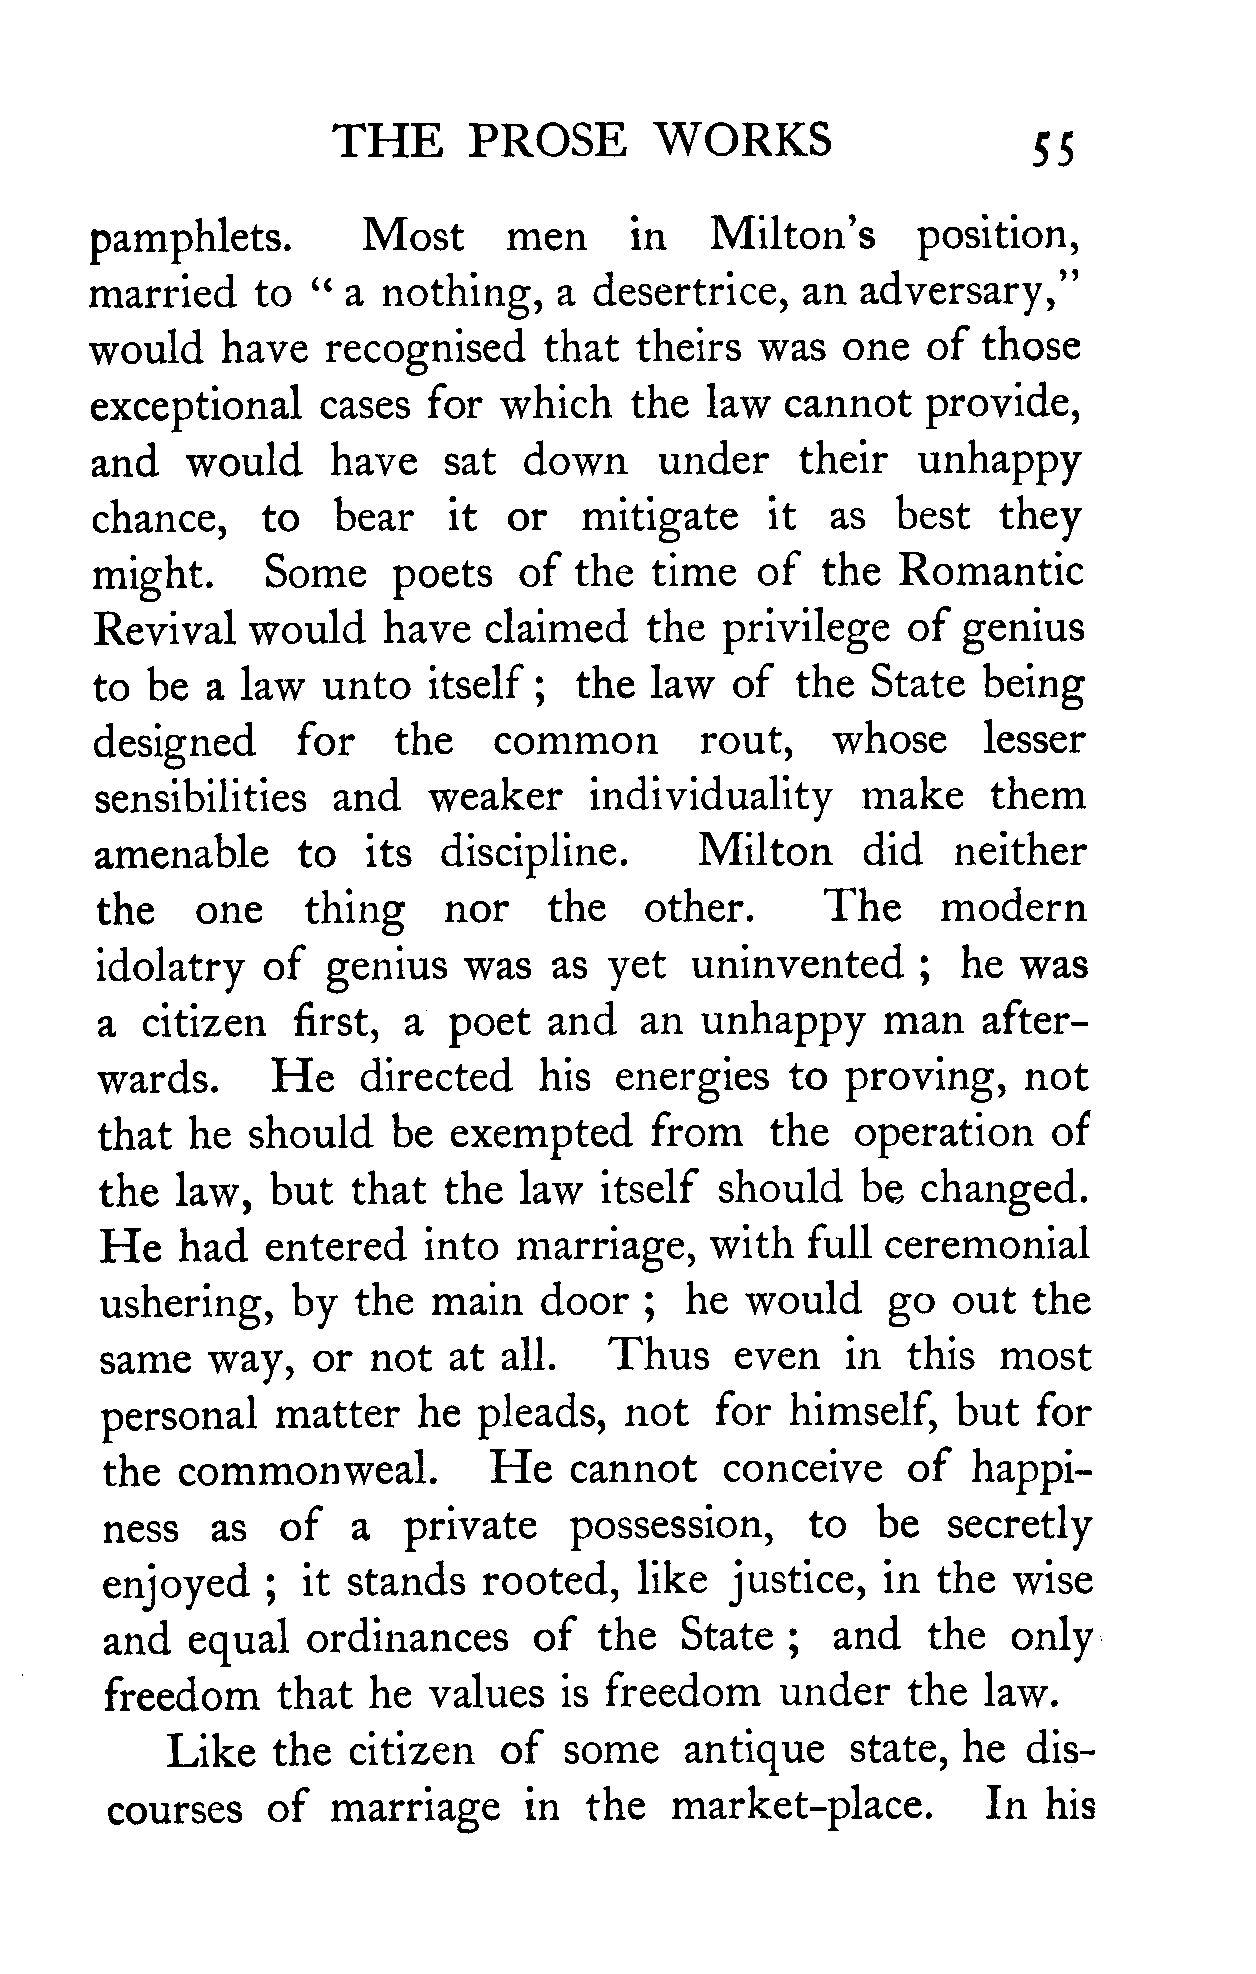 THE PROSE WORKS 55
pamphlets. Most men in Milton's position,
married to “ a nothing, a desertrice, an adversary,”
would have recognised that theirs was one of those
exceptional cases for which the law cannot provide,
and would have sat down under their unhappy
chance, to bear it or mitigate it as best they
might. Some poets of the time of the Romantic
Revival would have claimed the privilege of genius
to be a law unto itself ; the law of the State being
designed for the common rout, whose lesser
sensibilities and weaker individuality make them
amenable to its discipline. Milton did neither
the one thing nor the other. The modern
idolatry of genius was as yet uninvented ; he was
a citizen first, a poet and an unhappy man after-
wards. He directed his energies to proving, not
that he should be exempted from the operation of
the law, but that the law itself should be changed.
He had entered into marriage, with full ceremonial
ushering, by the main door ; he would go out the
same way, or not at all. Thus even in this most
personal matter he pleads, not for himself, but for
the commonweal. He cannot conceive of happi-
ness as of a private possession, to be secretly
enjoyed ; it stands rooted, like justice, in the wise
and equal ordinances of the State ; and the only
freedom that he values is freedom under the law.
Like the citizen of some antique state, he dis-
courses of marriage in the market-place. In his